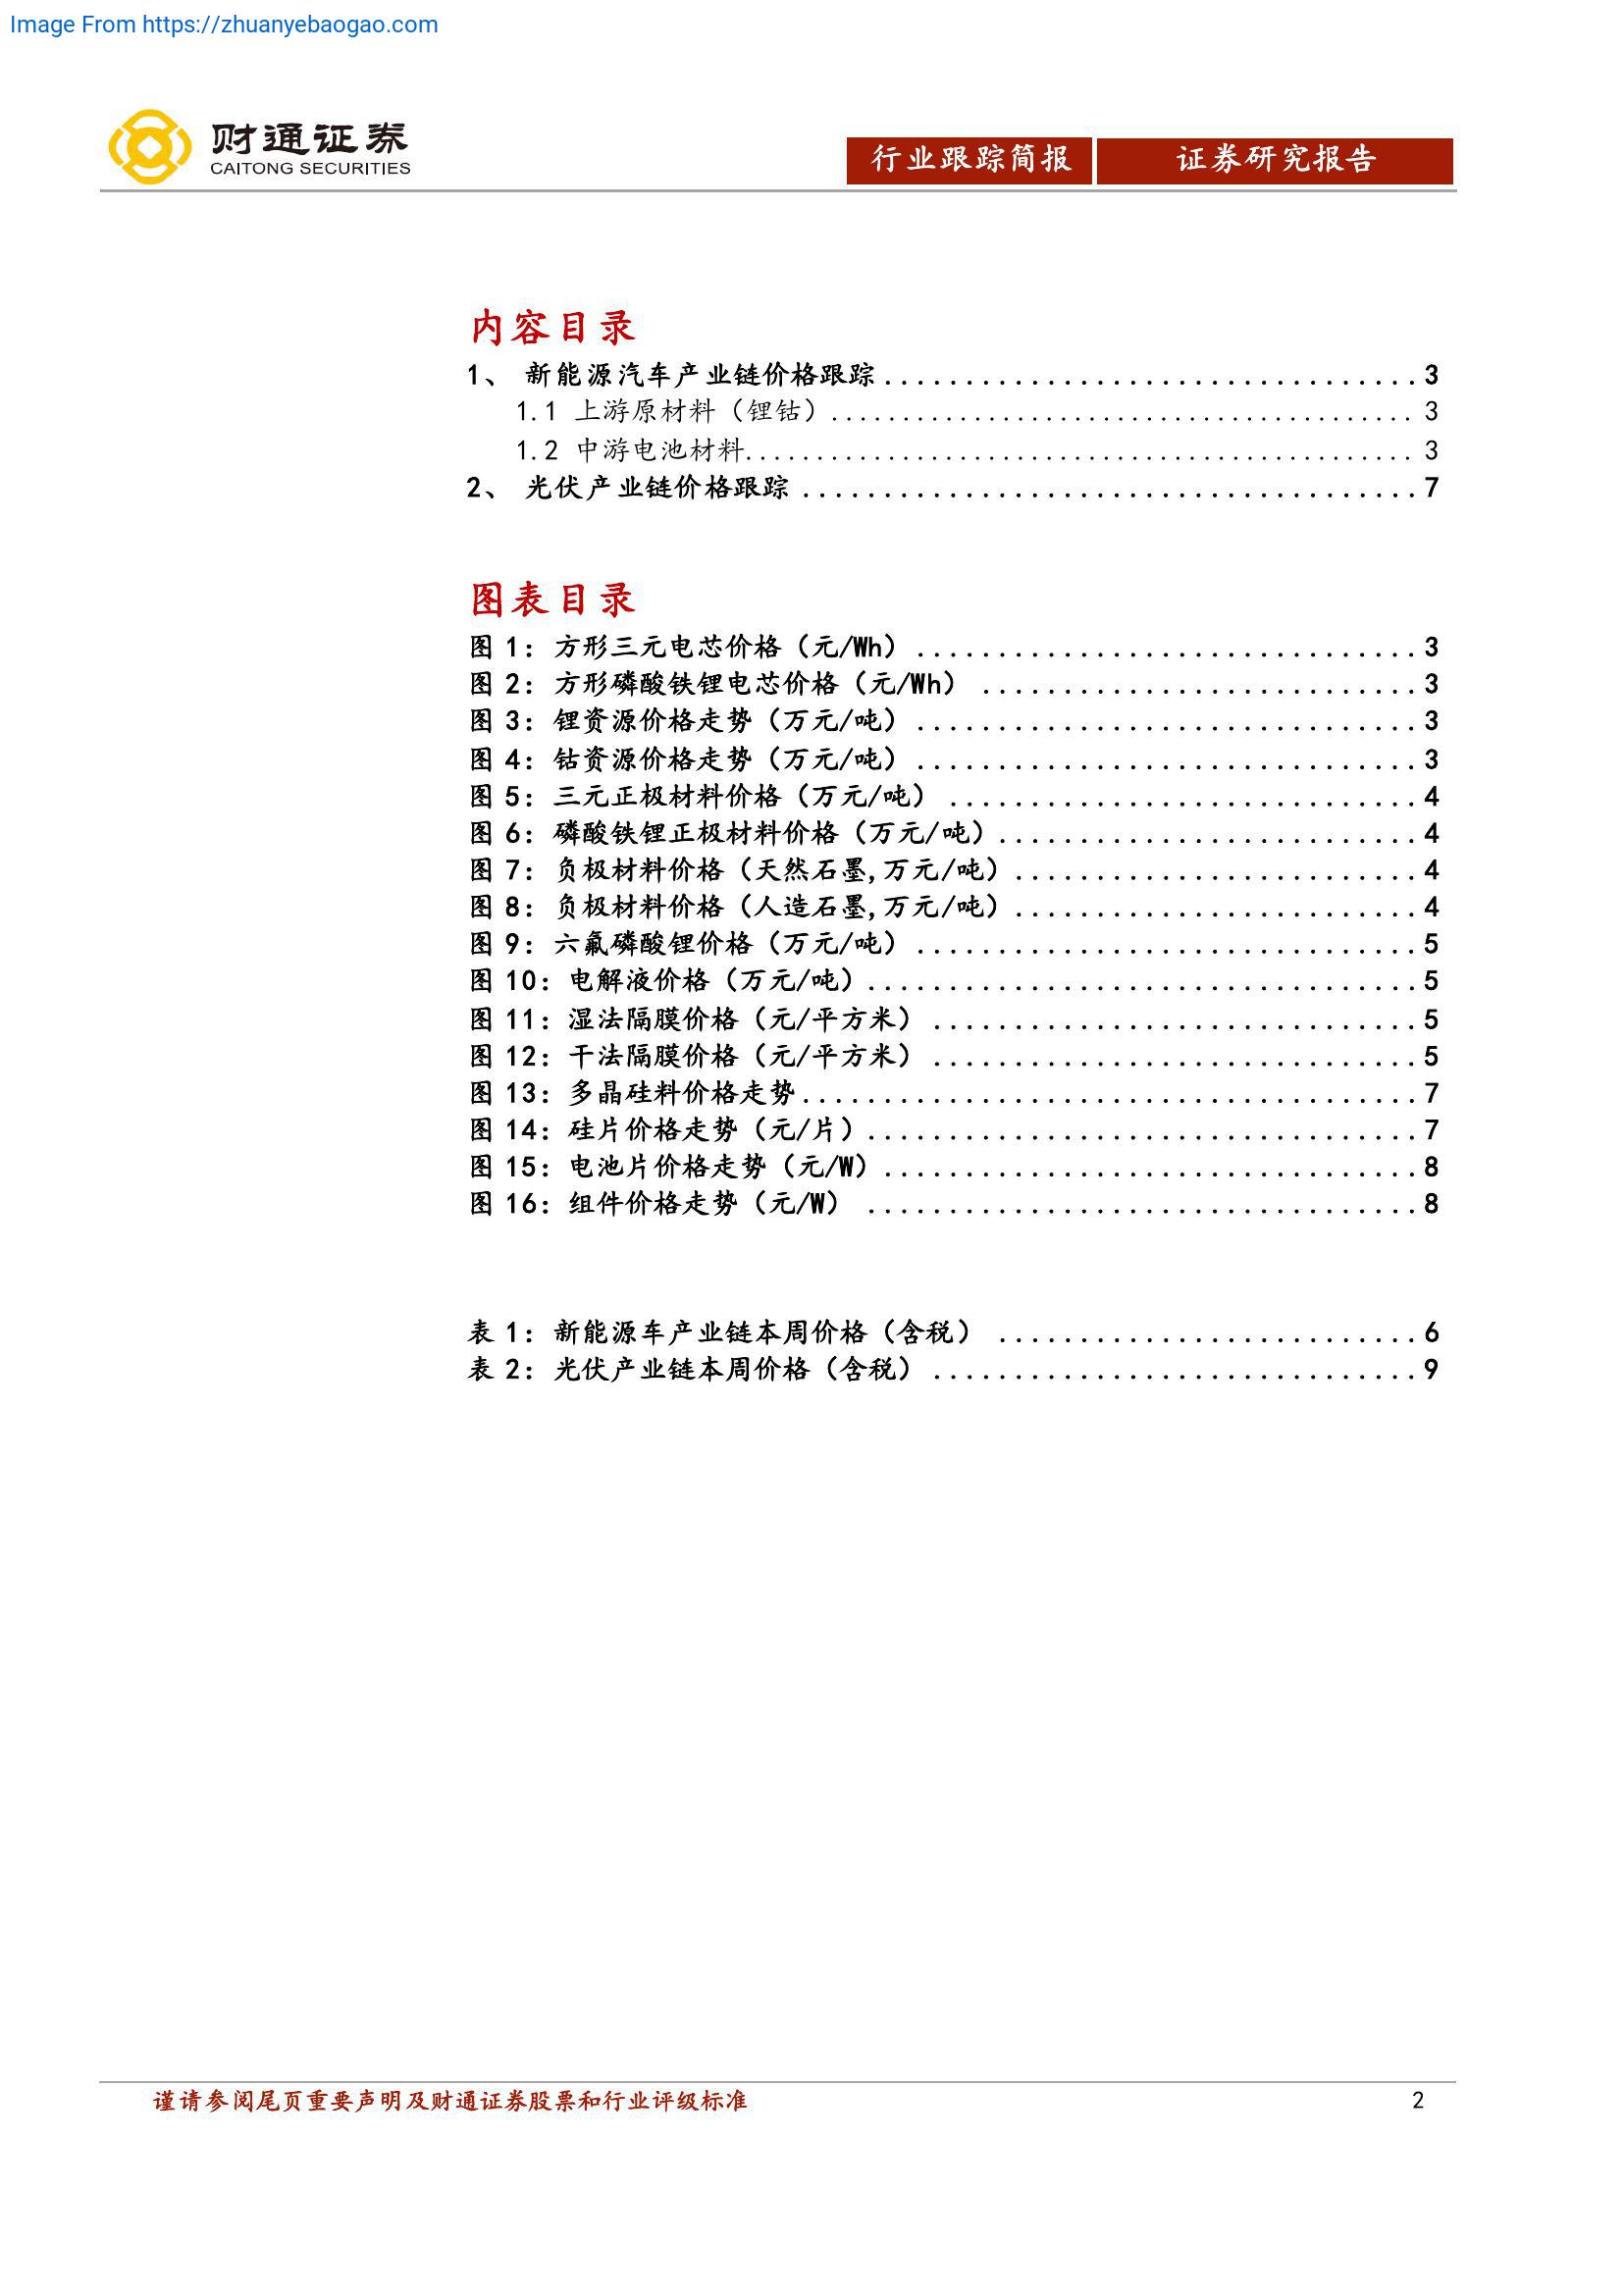 Image From https://zhuanyebaogao.com
财通证券
CAITONG SECURITIES
行业跟踪简报 证券研究报告
内容目录
1、 新能源汽车产业链价格跟踪.................................3
1.1 上游原材料（锂钴）......................................... 3
1.2 中游电池材料............................................... 3
2、 光伏产业链价格跟踪 ......................................7
图表目录
图 1：方形三元电芯价格（元/Wh） ...............................3
图 2：方形磷酸铁锂电芯价格（元/Wh） ...........................3
图 3：锂资源价格走势（万元/吨） ...............................3
图 4：钴资源价格走势（万元/吨） ...............................3
图 5：三元正极材料价格（万元/吨） .............................4
图 6：磷酸铁锂正极材料价格（万元/吨）..........................4
图 7：负极材料价格（天然石墨,万元/吨）.........................4
图 8：负极材料价格（人造石墨,万元/吨）.........................4
图 9：六氟磷酸锂价格（万元/吨） ...............................5
图 10：电解液价格（万元/吨）..................................5
图 11：湿法隔膜价格（元/平方米） ..............................5
图 12：干法隔膜价格（元/平方米） ..............................5
图 13：多晶硅料价格走势......................................7
图 14：硅片价格走势（元/片）..................................7
图 15：电池片价格走势（元/W）.................................8
图 16：组件价格走势（元/W） ..................................8
表 1：新能源车产业链本周价格（含税） ..........................6
表 2：光伏产业链本周价格（含税） ..............................9
谨请参阅尾页重要声明及财通证券股票和行业评级标准 2